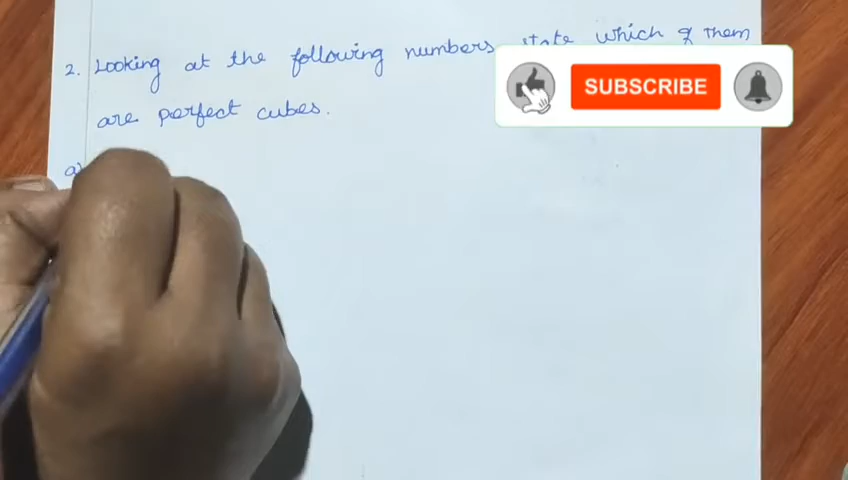 2. Looking at the following numbers state which of them
are perfect cubes.
a)
SUBSCRIBE